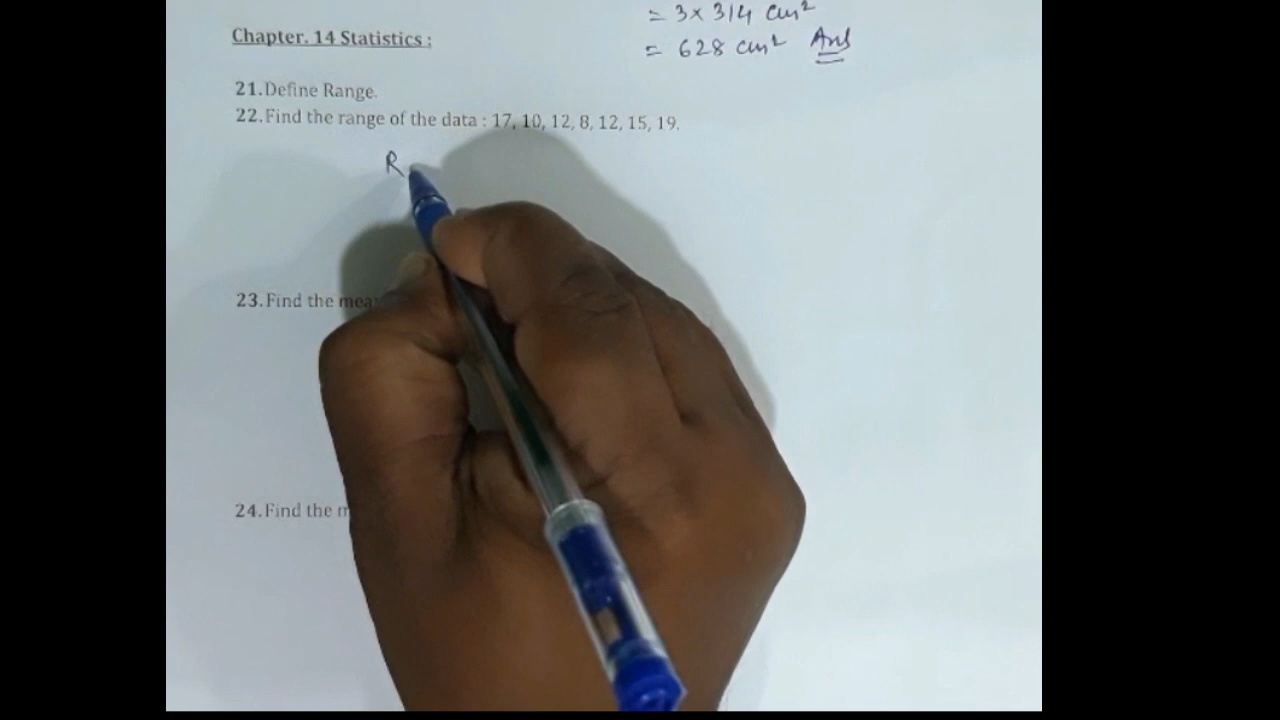 = 3 x 314 cm²
= 628 cm² Ans
Chapter. 14 Statistics :
21.Define Range.
22.Find the range of the data : 17, 10, 12, 8, 12, 15, 19.
R
23.Find the
24.Find the